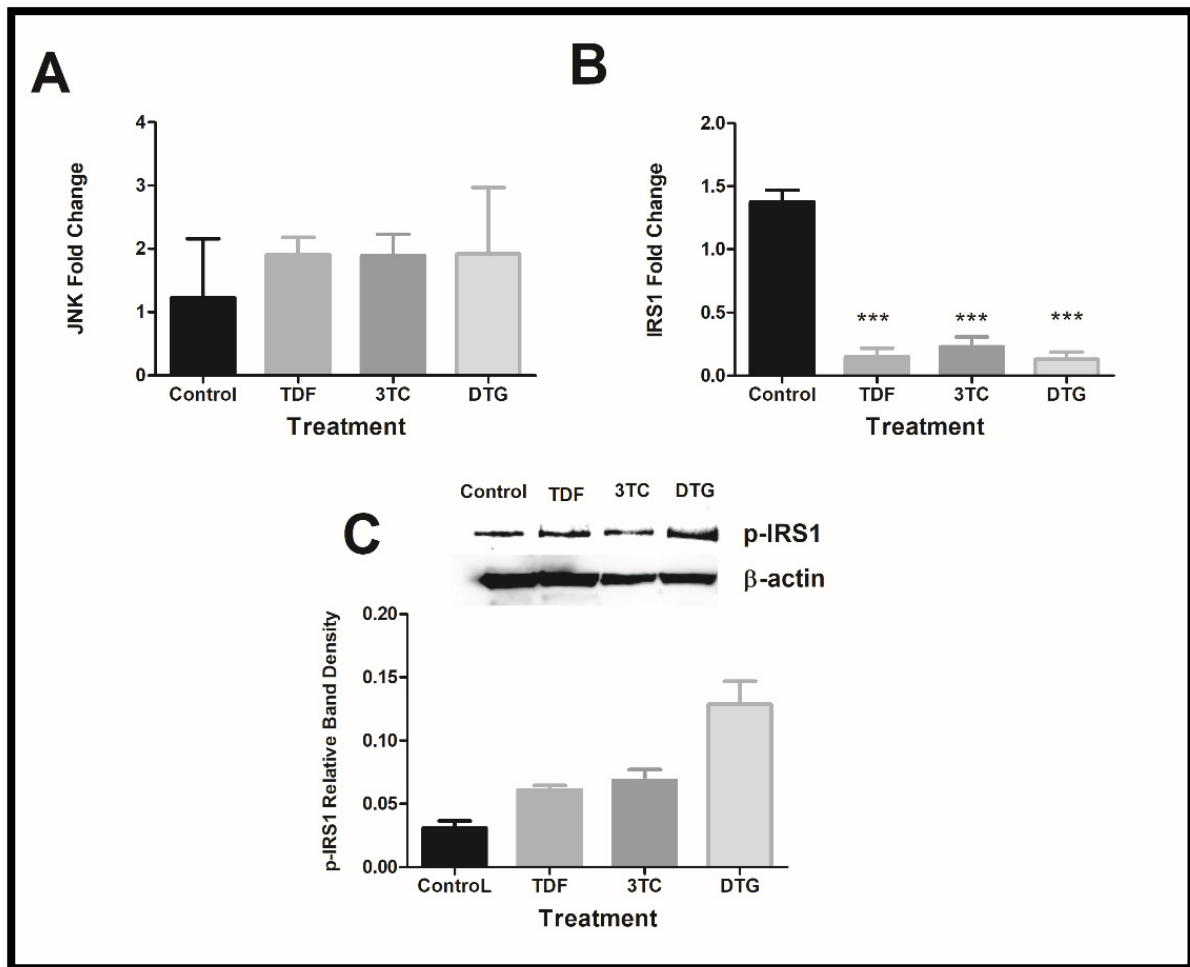 A
B
4
3
2
1
0
JNK Fold Change
Control TDF 3TC DTG
Treatment
2.0
1.5
1.0
0.5
0.0
IRS1 Fold Change
*** *** ***
Control TDF 3TC DTG
Treatment
C
Control TDF 3TC DTG
p-IRS1
β-actin
0.20
0.15
0.10
0.05
0.00
p-IRS1 Relative Band Density
ControL TDF 3TC DTG
Treatment